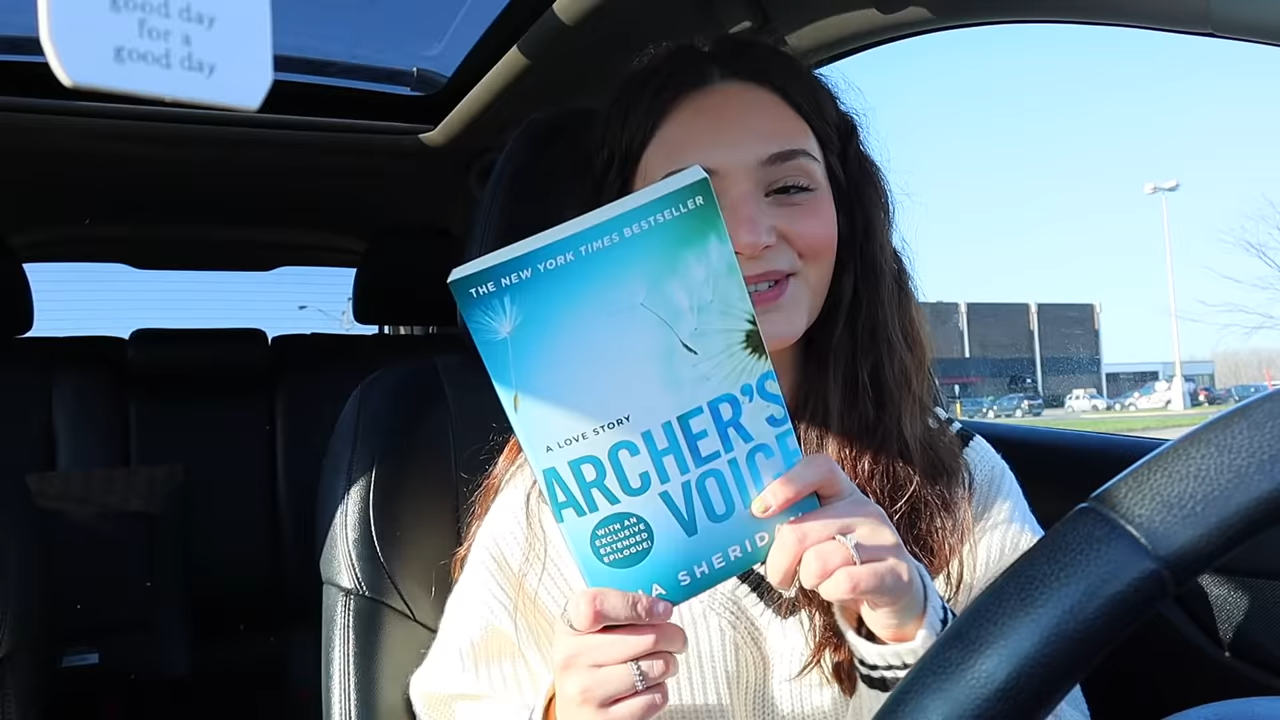 good day
for a
good day
THE NEW YORK TIMES BESTSELLER
A LOVE STORY
ARCHER'S
VOICE
WITH AN
EXCLUSIVE
EXTENDED
EPILOGUE!